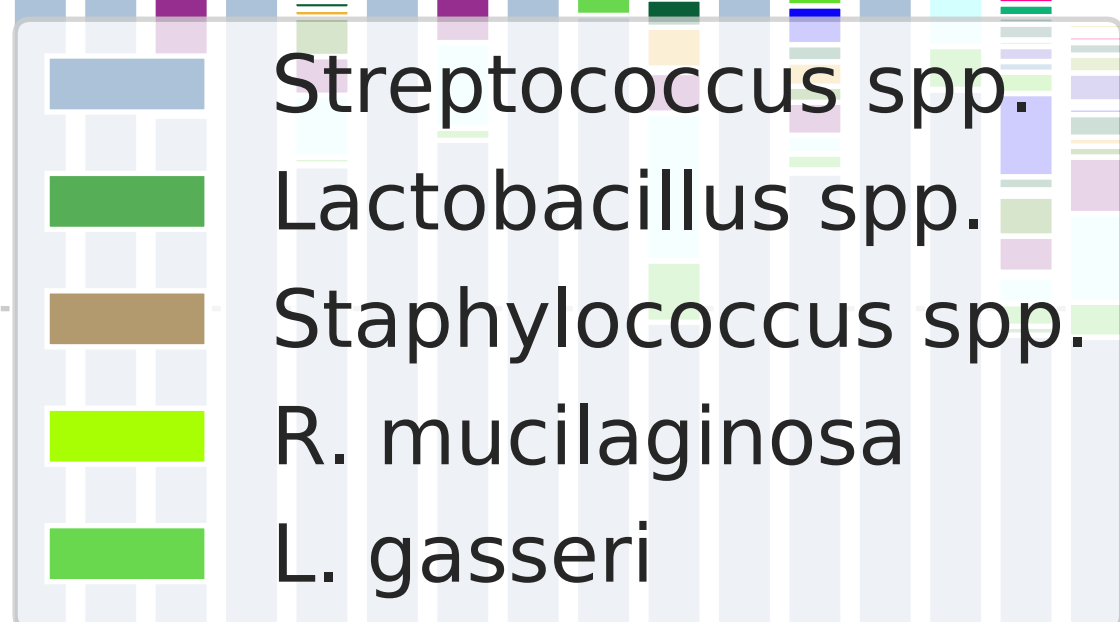 Streptococcus spp.
Lactobacillus spp.
Staphylococcus spp.
R. mucilaginosa
L. gasseri